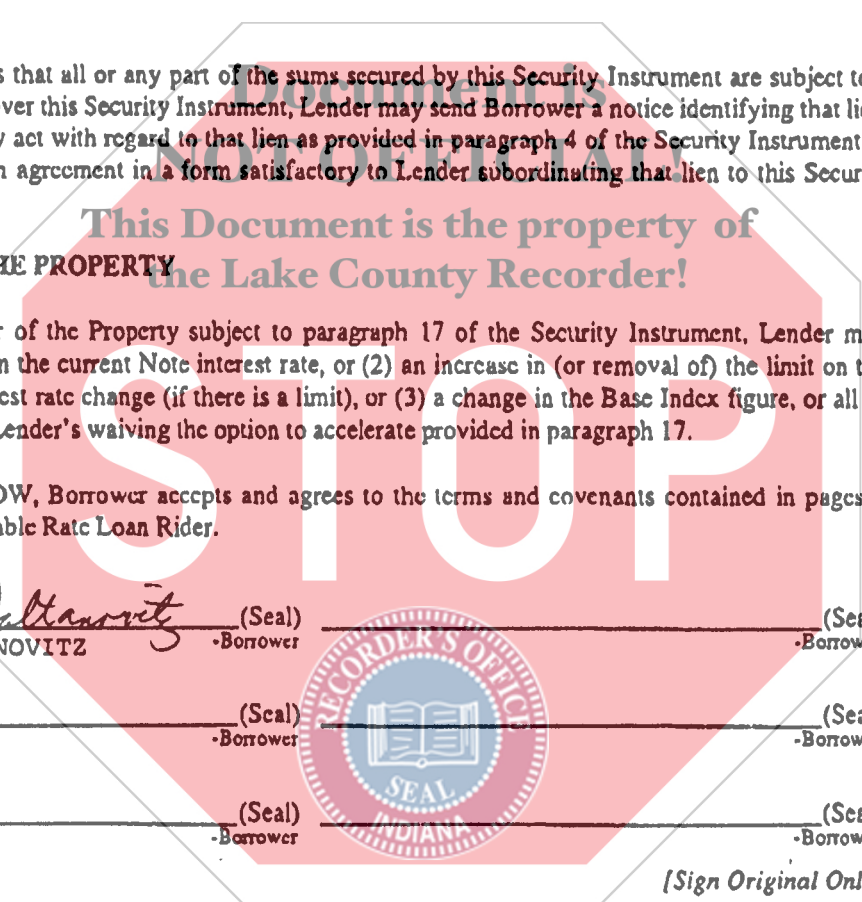 s that all or any part of the sums secured by this Security Instrument are subject to
ver this Security Instrument, Lender may send Borrower a notice identifying that lie
y act with regard to that lien as provided in paragraph 4 of the Security Instrument
n agreement in a form satisfactory to Lender subordinating that lien to this Secur
Document is
NOT OFFICIAL!
This Document is the property of
the Lake County Recorder!
HE PROPERTY
r of the Property subject to paragraph 17 of the Security Instrument, Lender m
n the current Note interest rate, or (2) an increase in (or removal of) the limit on t
est rate change (if there is a limit), or (3) a change in the Base Index figure, or all
Lender's waiving the option to accelerate provided in paragraph 17.
STOP
OW, Borrower accepts and agrees to the terms and covenants contained in pages
able Rate Loan Rider.
altanovitz (Seal) (Sea
NOVITZ -Borrower -Borrow
(Seal) (Sea
-Borrower -Borrow
(Seal) (Sea
-Borrower -Borrow
RECORDER'S OFFICE
SEAL
INDIANA
[Sign Original Onl